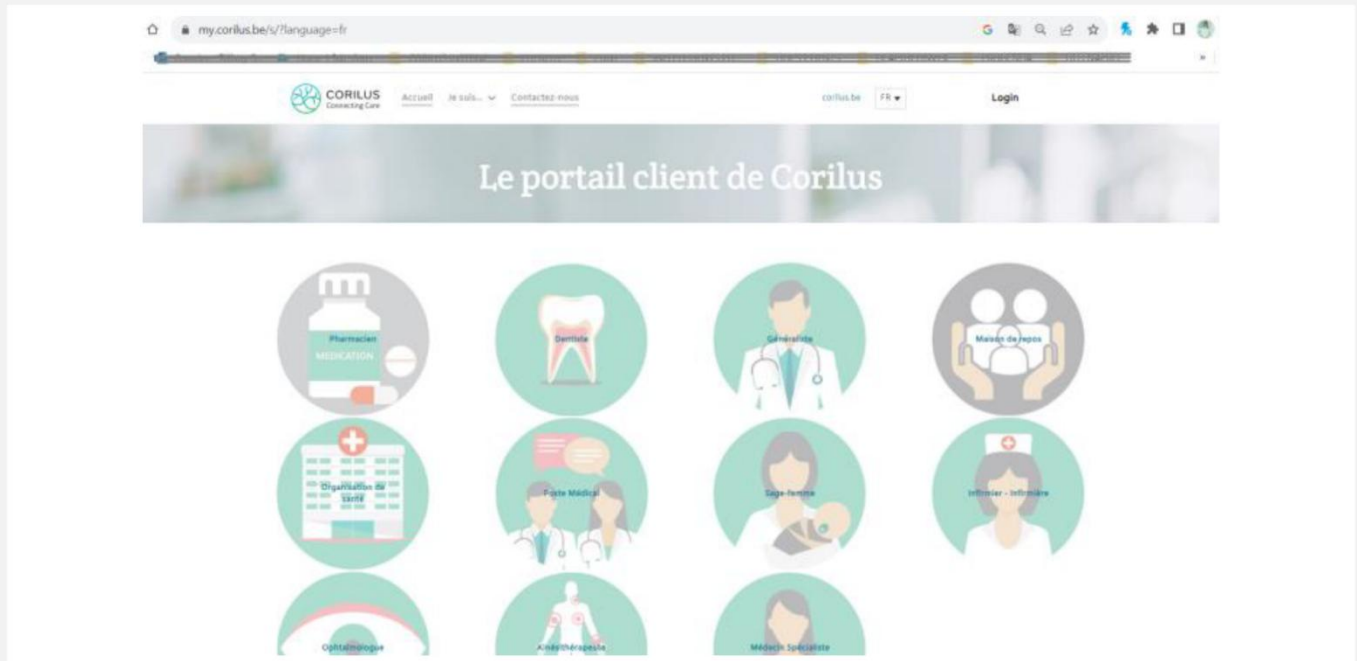 my.corilus.be/s/?language=fr
CORILUS
Connecting Care
Accueil Je suis... Contactez-nous
corilus.be FR Login
Le portail client de Corilus
Pharmacien
MEDICATION
Dentiste
Généraliste
Maison de repos
Organisation de
santé
Poste Médical
Sage-femme
Infirmier - Infirmière
Ophtalmologue
Kinésithérapeute
Médecin Spécialiste